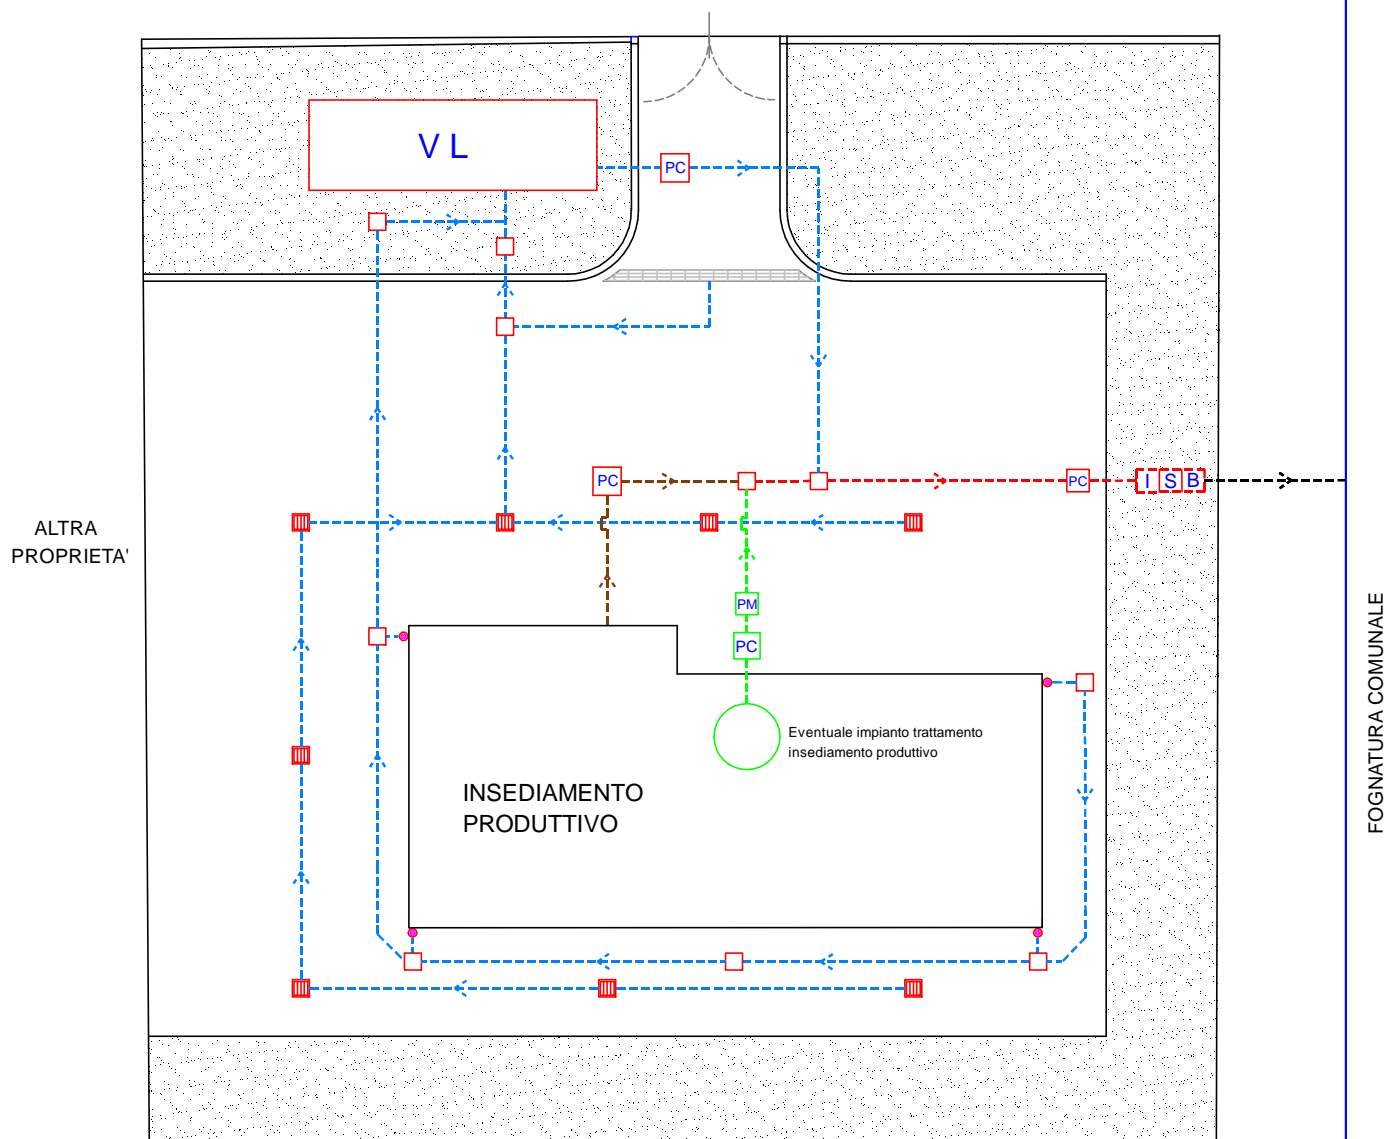 V L
PC
PC
PC
I S B
ALTRA
PROPRIETA'
PM
PC
Eventuale impianto trattamento
insediamento produttivo
INSEDIAMENTO
PRODUTTIVO
FOGNATURA COMUNALE